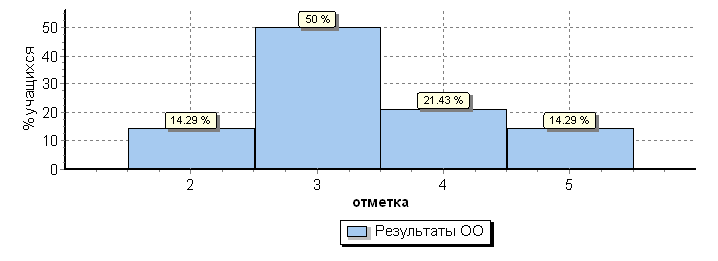 % учащихся
50
40
30
20
10
0
14.29 %
50 %
21.43 %
14.29 %
2 3 4 5
отметка
Результаты ОО